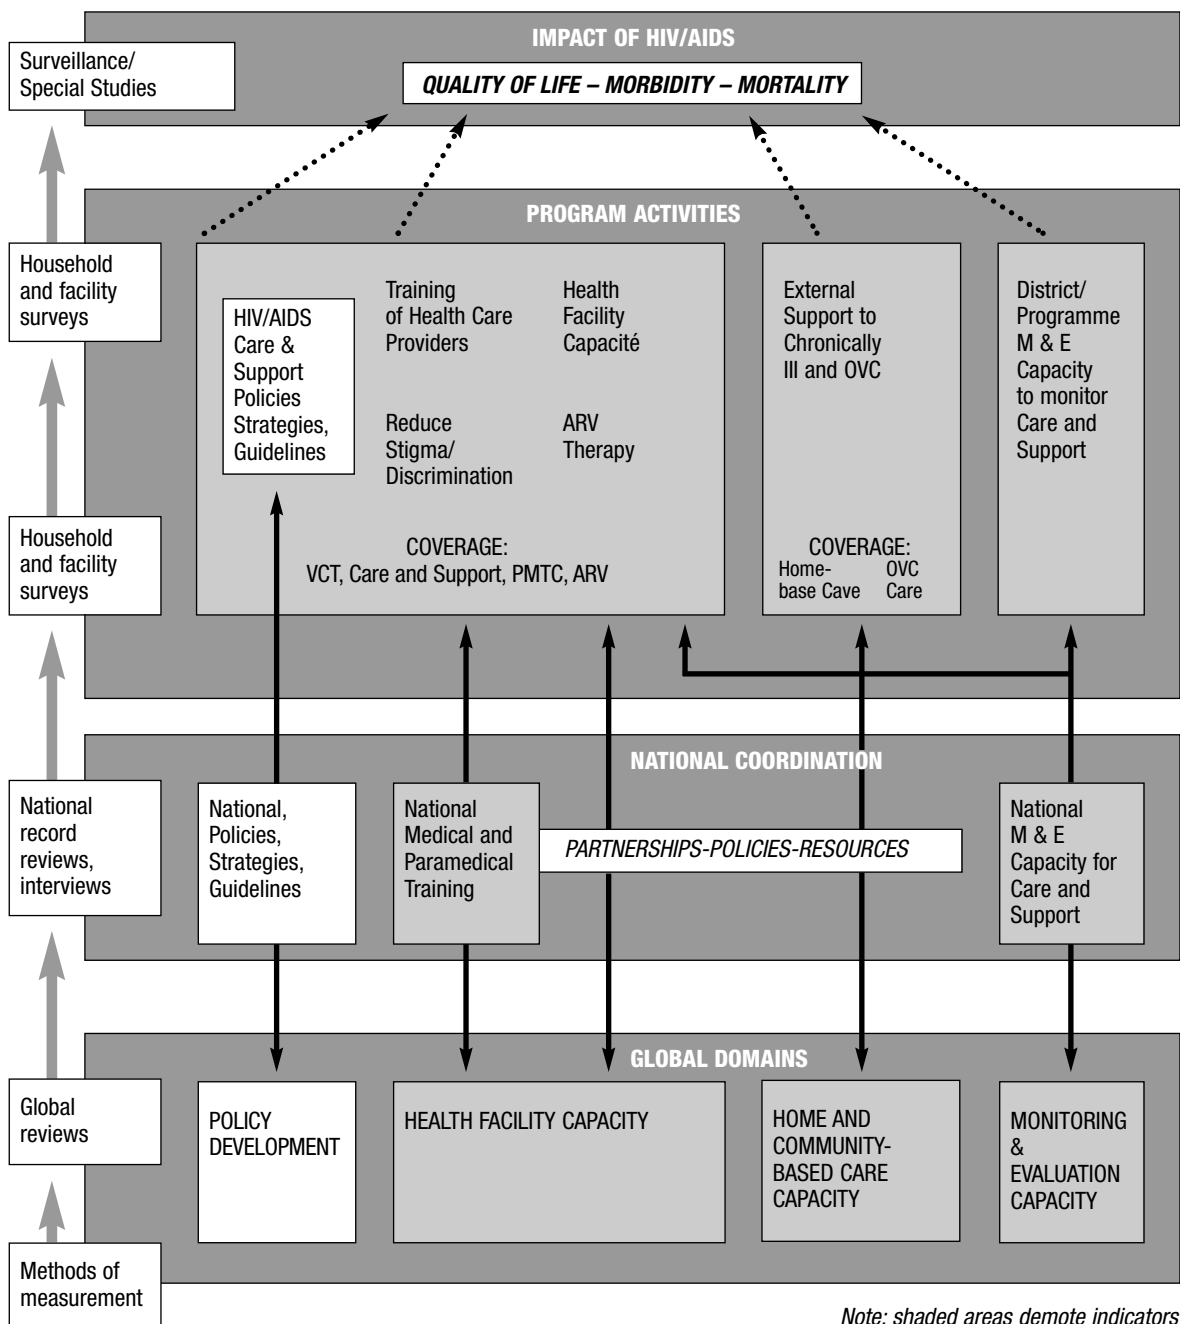 IMPACT OF HIV/AIDS
QUALITY OF LIFE – MORBIDITY – MORTALITY
Surveillance/
Special Studies
PROGRAM ACTIVITIES
Household
and facility
surveys
HIV/AIDS
Care &
Support
Policies
Strategies,
Guidelines
Training
of Health Care
Providers
Health
Facility
Capacité
Reduce
Stigma/
Discrimination
ARV
Therapy
COVERAGE:
VCT, Care and Support, PMTC, ARV
External
Support to
Chronically
Ill and OVC
COVERAGE:
Home-
base Cave
OVC
Care
District/
Programme
M & E
Capacity
to monitor
Care and
Support
Household
and facility
surveys
NATIONAL COORDINATION
National
record
reviews,
interviews
National,
Policies,
Strategies,
Guidelines
National
Medical and
Paramedical
Training
PARTNERSHIPS-POLICIES-RESOURCES
National
M & E
Capacity for
Care and
Support
GLOBAL DOMAINS
Global
reviews
POLICY
DEVELOPMENT
HEALTH FACILITY CAPACITY
HOME AND
COMMUNITY-
BASED CARE
CAPACITY
MONITORING
&
EVALUATION
CAPACITY
Methods of
measurement
Note: shaded areas demote indicators